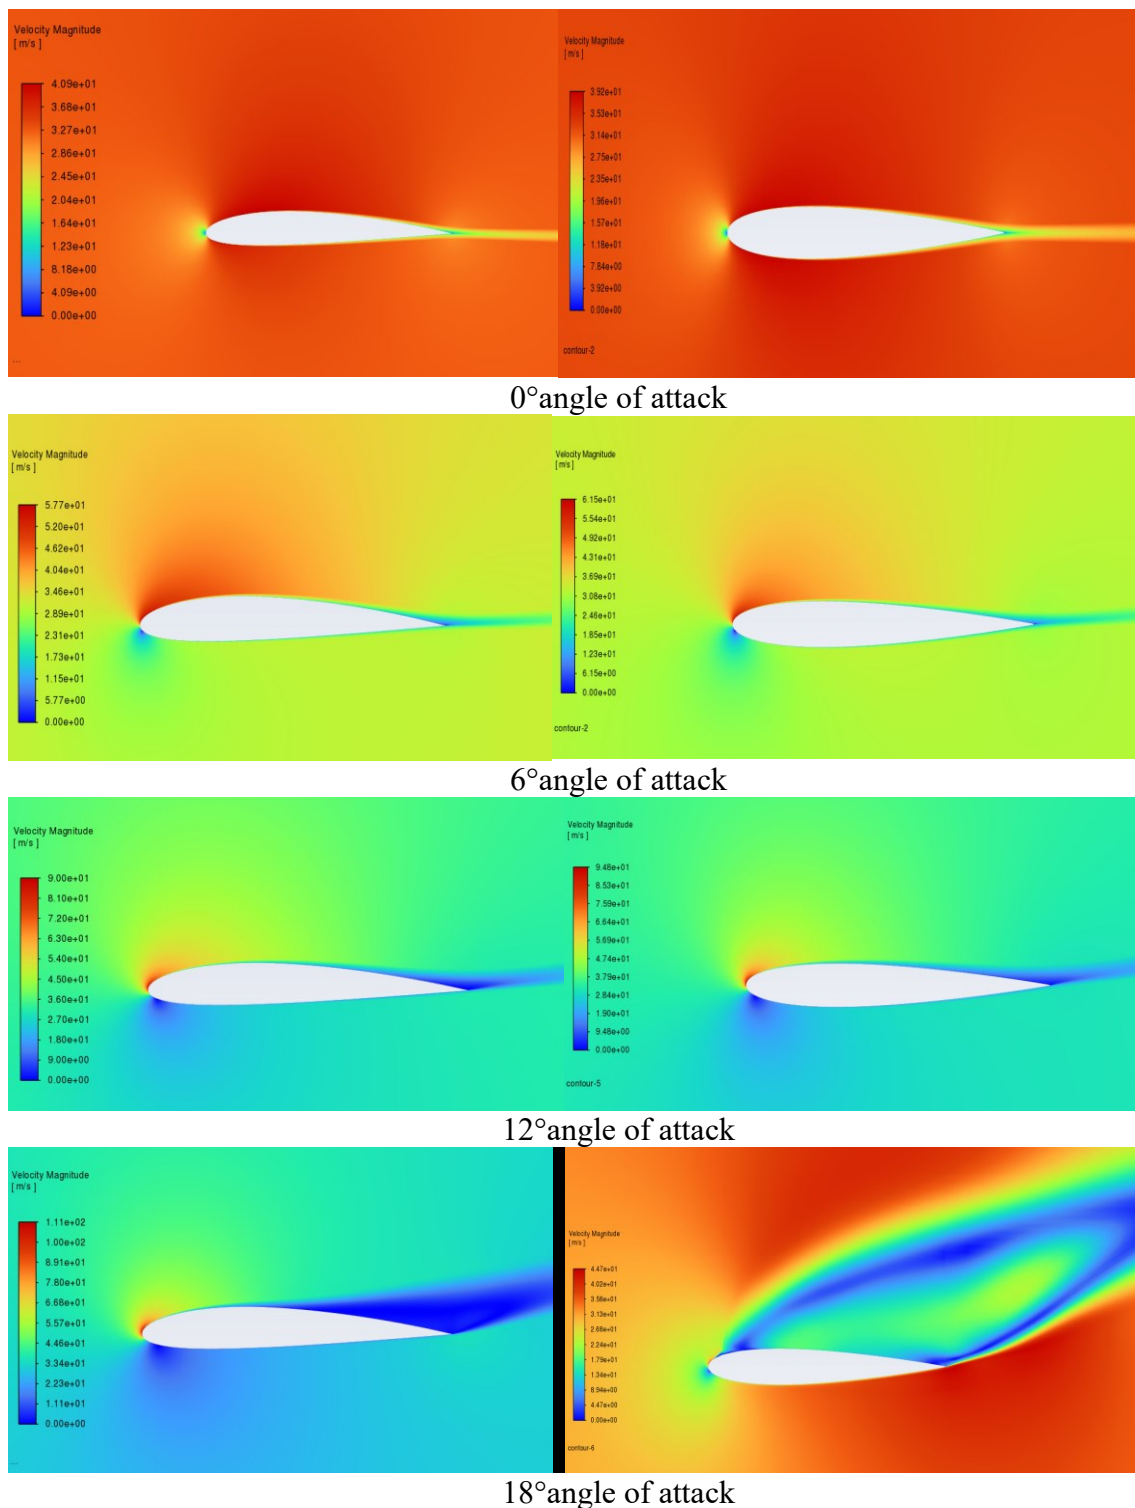 Velocity Magnitude
[ m/s ]
4.09e+01
3.68e+01
3.27e+01
2.86e+01
2.45e+01
2.04e+01
1.64e+01
1.23e+01
8.18e+00
4.09e+00
0.00e+00
Velocity Magnitude
[ m/s ]
3.92e+01
3.53e+01
3.14e+01
2.75e+01
2.35e+01
1.96e+01
1.57e+01
1.18e+01
7.84e+00
3.92e+00
0.00e+00
contour-2
0°angle of attack
Velocity Magnitude
[ m/s ]
5.77e+01
5.20e+01
4.62e+01
4.04e+01
3.46e+01
2.89e+01
2.31e+01
1.73e+01
1.15e+01
5.77e+00
0.00e+00
Velocity Magnitude
[ m/s ]
6.15e+01
5.54e+01
4.92e+01
4.31e+01
3.69e+01
3.08e+01
2.46e+01
1.85e+01
1.23e+01
6.15e+00
0.00e+00
contour-2
6°angle of attack
Velocity Magnitude
[ m/s ]
9.00e+01
8.10e+01
7.20e+01
6.30e+01
5.40e+01
4.50e+01
3.60e+01
2.70e+01
1.80e+01
9.00e+00
0.00e+00
Velocity Magnitude
[ m/s ]
9.48e+01
8.53e+01
7.59e+01
6.64e+01
5.69e+01
4.74e+01
3.79e+01
2.84e+01
1.90e+01
9.48e+00
0.00e+00
contour-5
12°angle of attack
Velocity Magnitude
[ m/s ]
1.11e+02
1.00e+02
8.91e+01
7.80e+01
6.68e+01
5.57e+01
4.46e+01
3.34e+01
2.23e+01
1.11e+01
0.00e+00
Velocity Magnitude
[ m/s ]
4.47e+01
4.02e+01
3.58e+01
3.13e+01
2.68e+01
2.24e+01
1.79e+01
1.34e+01
8.94e+00
4.47e+00
0.00e+00
contour-6
18°angle of attack